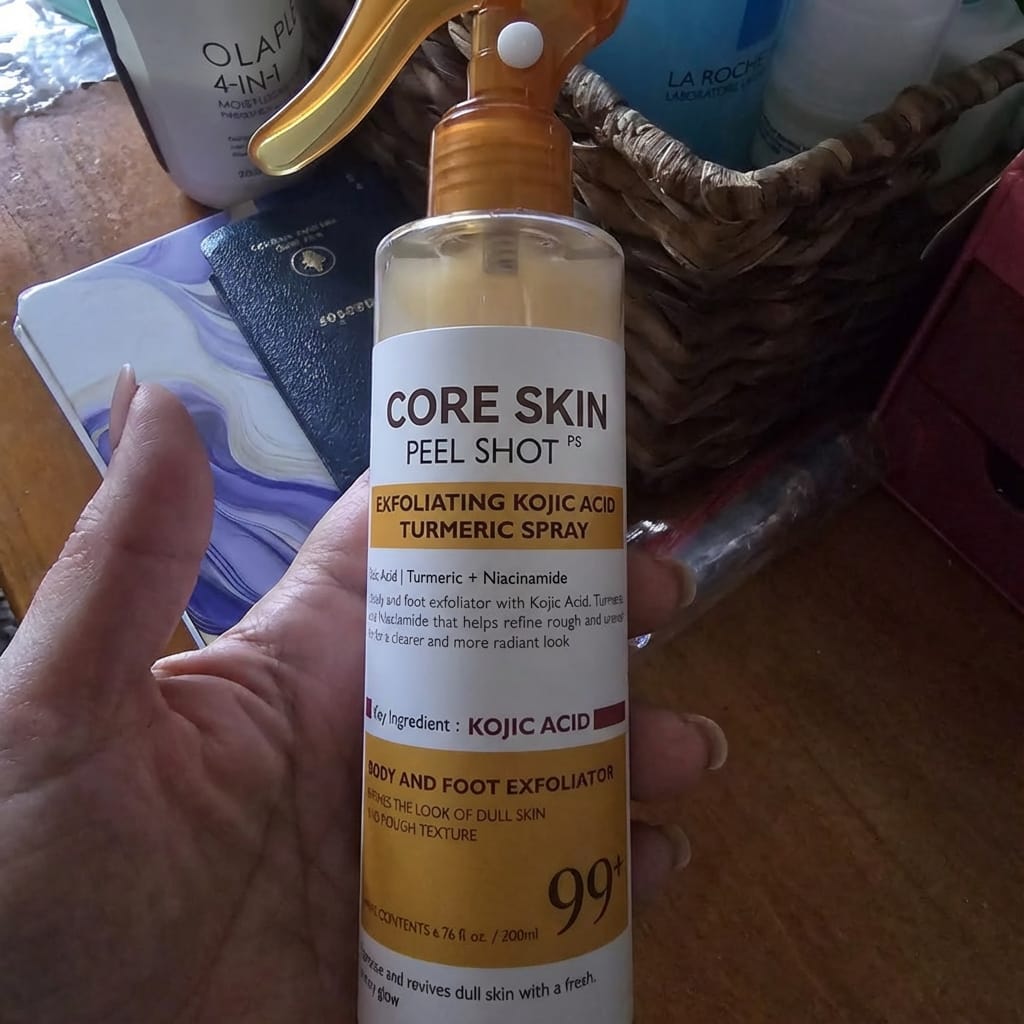 OLAPLE
4-IN-1
LA ROCHE
CORE SKIN
PEEL SHOT PS
EXFOLIATING KOJIC ACID
TURMERIC SPRAY
Acid | Turmeric + Niacinamide
and foot exfoliator with Kojic Acid.
that helps refine rough and
a clearer and more radiant look
Key Ingredient : KOJIC ACID
BODY AND FOOT EXFOLIATOR
THE LOOK OF DULL SKIN
ROUGH TEXTURE
99+
CONTENTS 6 76 fl oz. / 200ml
and revives dull skin with a fresh.
glow